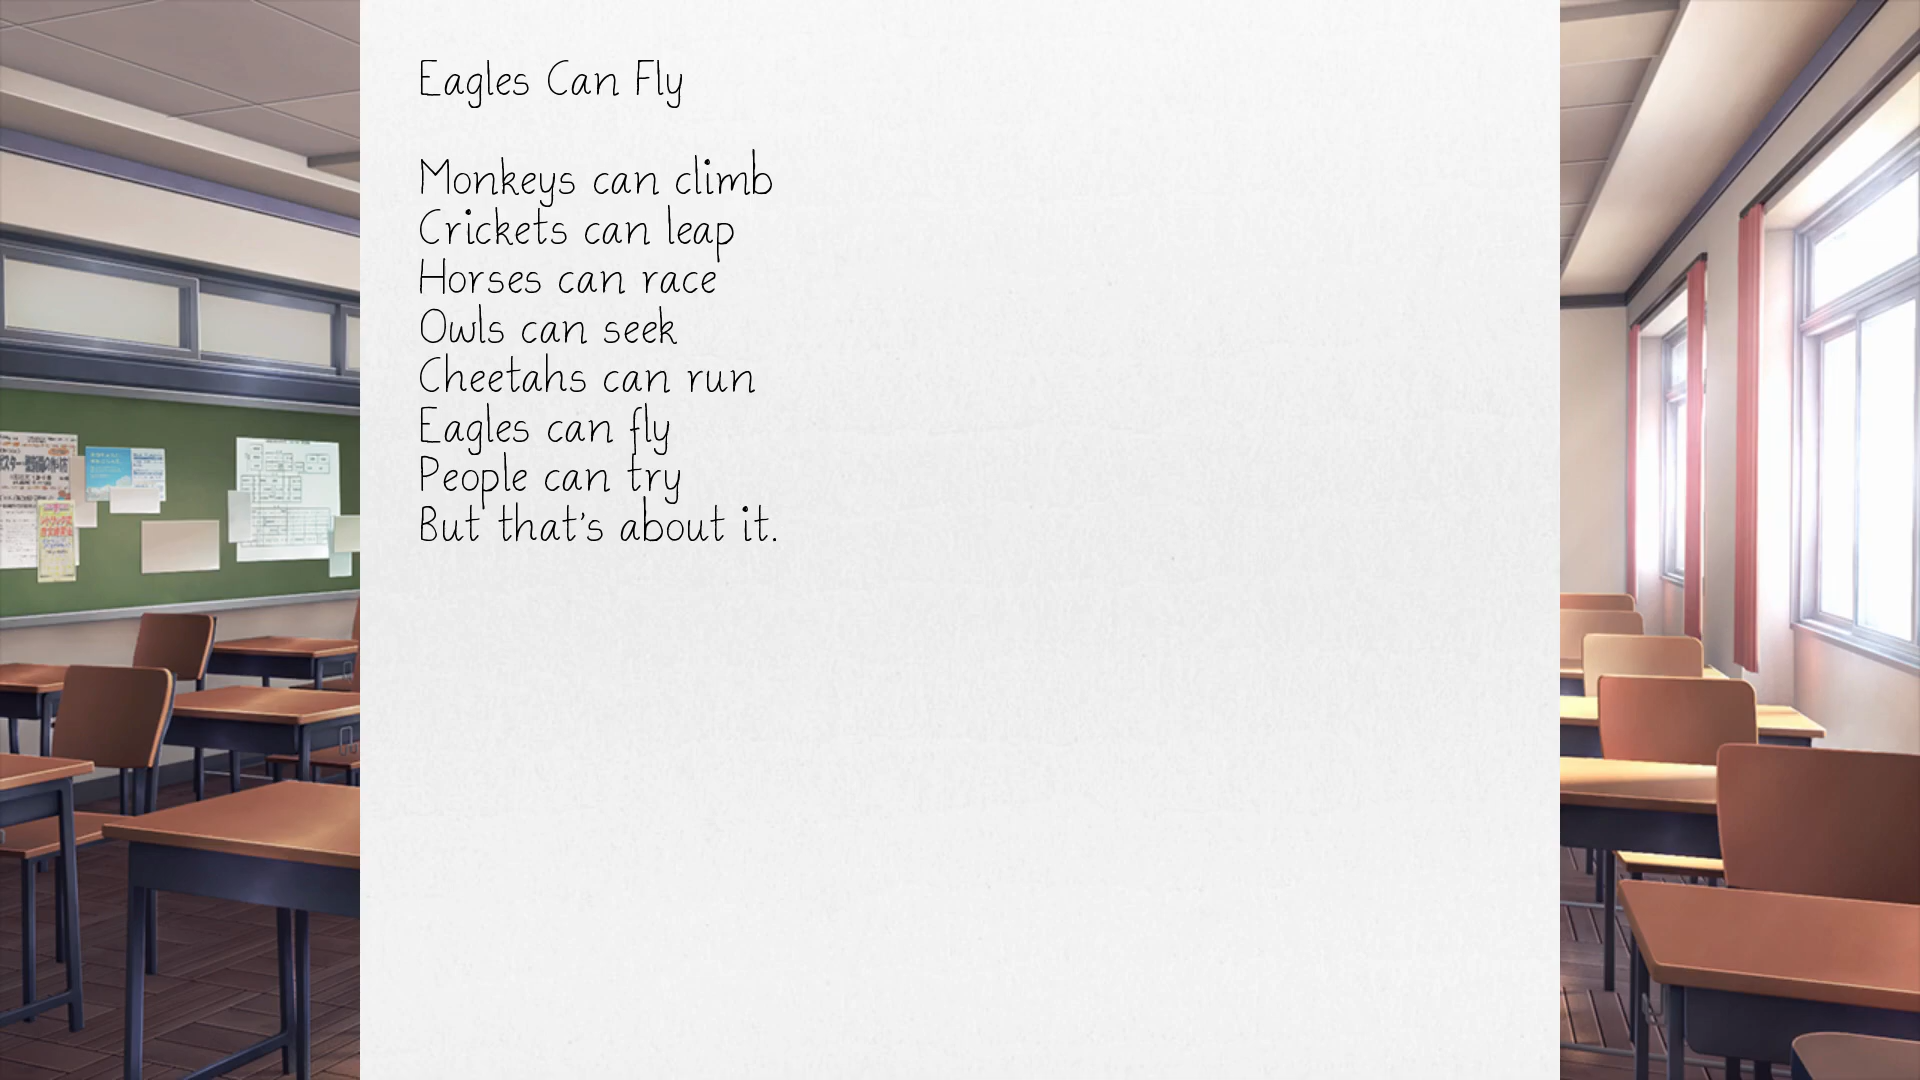 Eagles Can Fly
Monkeys can climb
Crickets can leap
Horses can race
Owls can seek
Cheetahs can run
Eagles can fly
People can try
But that's about it.